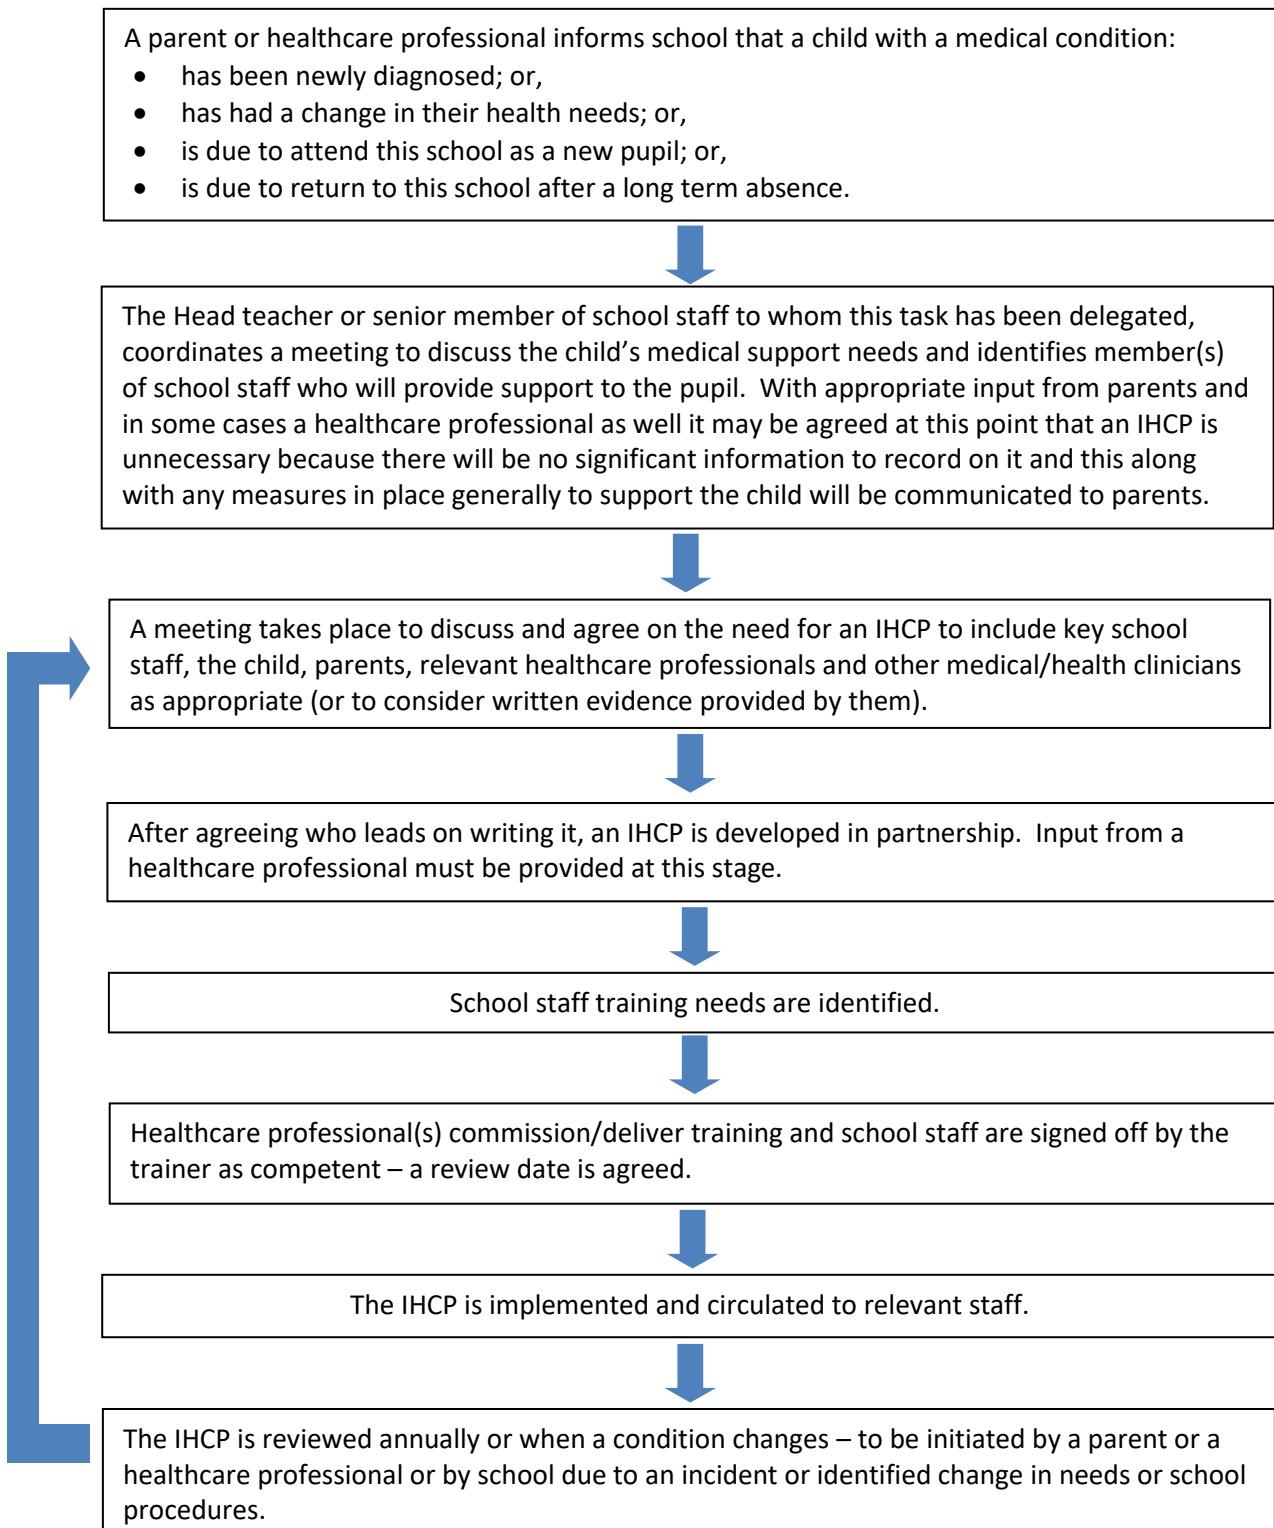 A parent or healthcare professional informs school that a child with a medical condition:
• has been newly diagnosed; or,
• has had a change in their health needs; or,
• is due to attend this school as a new pupil; or,
• is due to return to this school after a long term absence.
The Head teacher or senior member of school staff to whom this task has been delegated,
coordinates a meeting to discuss the child’s medical support needs and identifies member(s)
of school staff who will provide support to the pupil.  With appropriate input from parents and
in some cases a healthcare professional as well it may be agreed at this point that an IHCP is
unnecessary because there will be no significant information to record on it and this along
with any measures in place generally to support the child will be communicated to parents.
A meeting takes place to discuss and agree on the need for an IHCP to include key school
staff, the child, parents, relevant healthcare professionals and other medical/health clinicians
as appropriate (or to consider written evidence provided by them).
After agreeing who leads on writing it, an IHCP is developed in partnership.  Input from a
healthcare professional must be provided at this stage.
School staff training needs are identified.
Healthcare professional(s) commission/deliver training and school staff are signed off by the
trainer as competent – a review date is agreed.
The IHCP is implemented and circulated to relevant staff.
The IHCP is reviewed annually or when a condition changes – to be initiated by a parent or a
healthcare professional or by school due to an incident or identified change in needs or school
procedures.